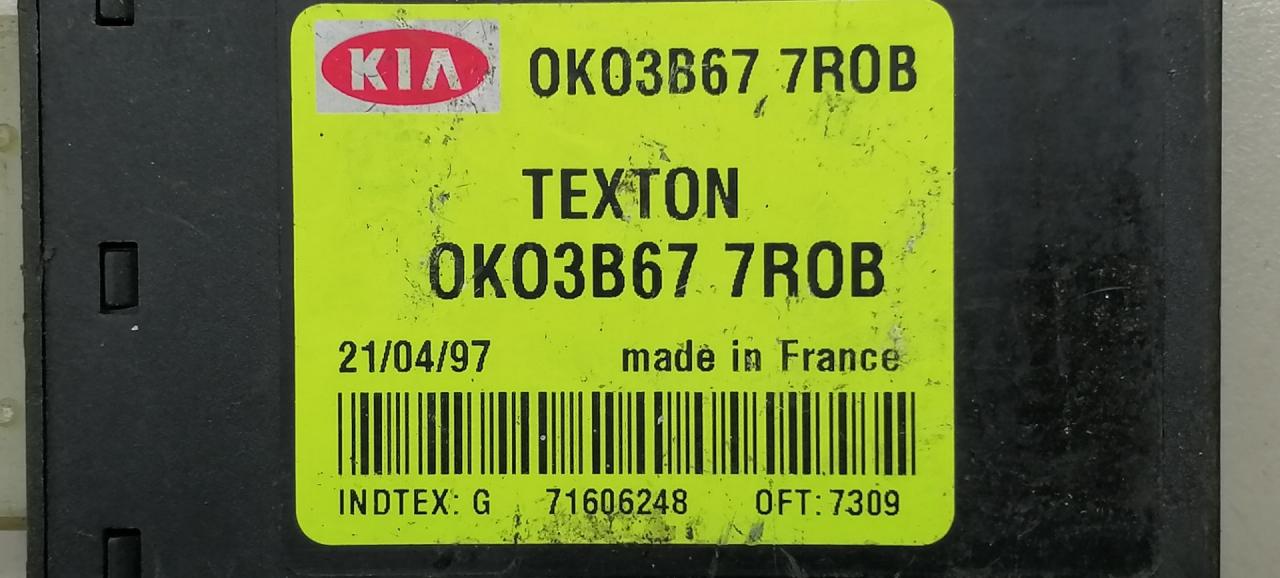 KIA 0K03B67 7R0B
TEXTON
0K03B67 7R0B
21/04/97 made in France
INDTEX: G 71606248 OFT: 7309